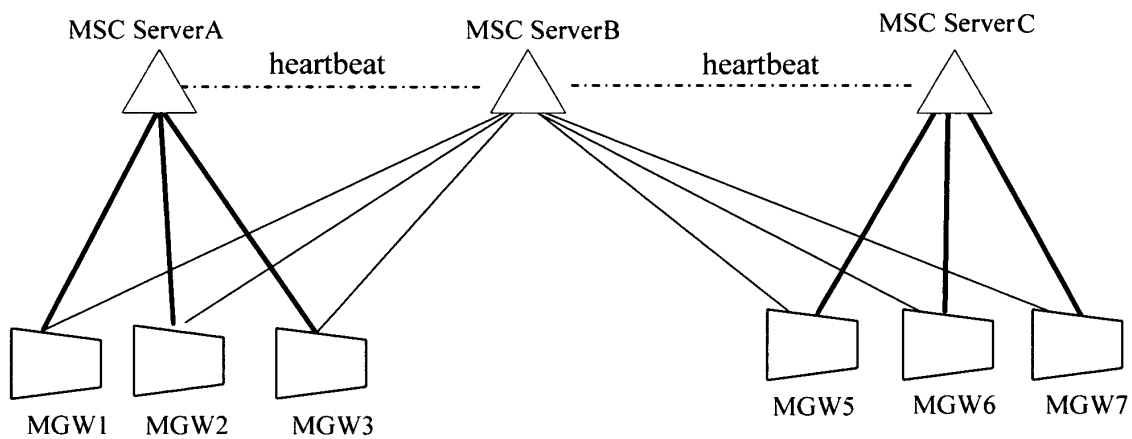 MSC ServerA
MSC ServerB
MSC ServerC
heartbeat
heartbeat
MGW1
MGW2
MGW3
MGW5
MGW6
MGW7